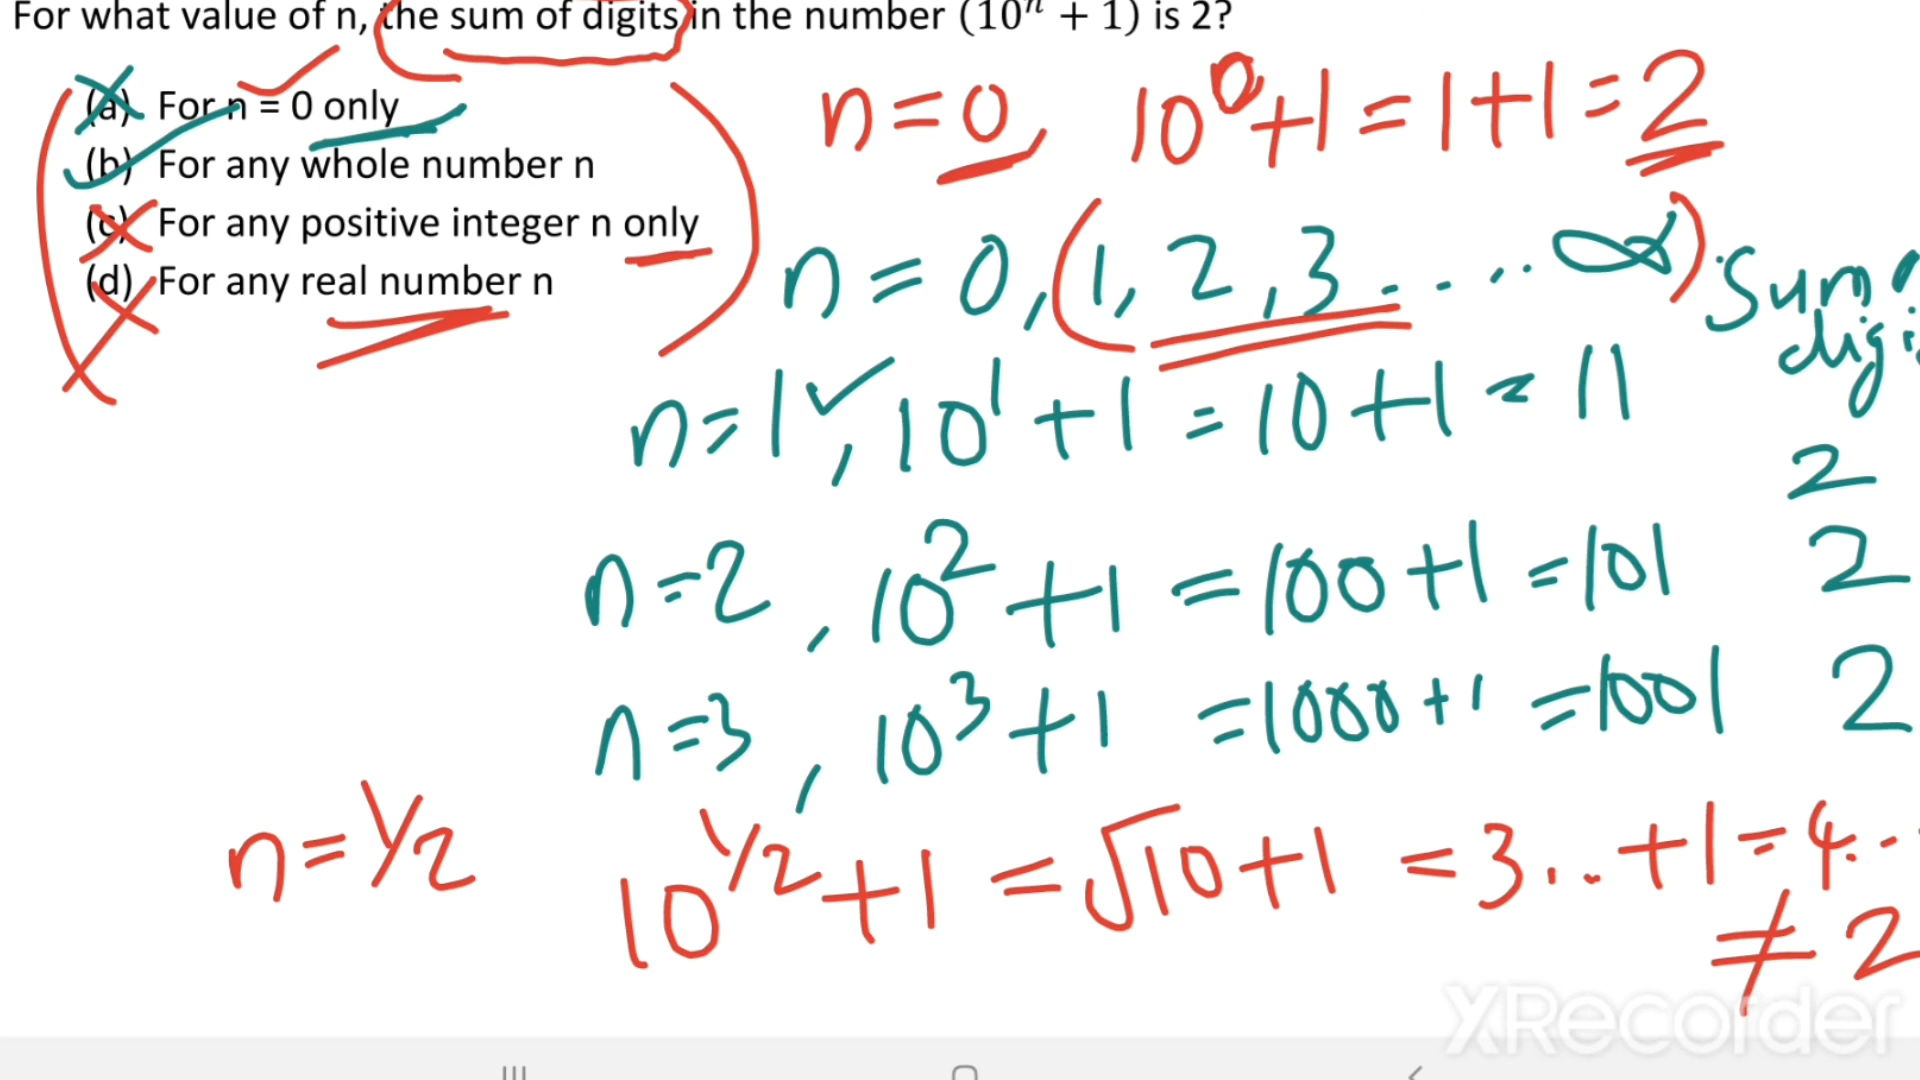 For what value of n, the sum of digits in the number (10ⁿ + 1) is 2?
(a) For n = 0 only
(b) For any whole number n
(c) For any positive integer n only
(d) For any real number n
n=0, 10⁰+1=1+1=2
n=0,(1,2,3.....∞)
Sum
n=1✓, 10¹+1=10+1=11
2
n=2, 10²+1=100+1=101 2
n=3, 10³+1=1000+1=1001 2
n=1/2 10^1/2+1=√10+1=3...+1=4..
≠2
XRecorder